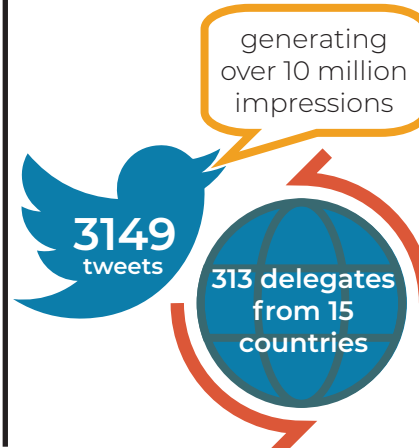 generating
over 10 million
impressions
3149
tweets
313 delegates
from 15
countries